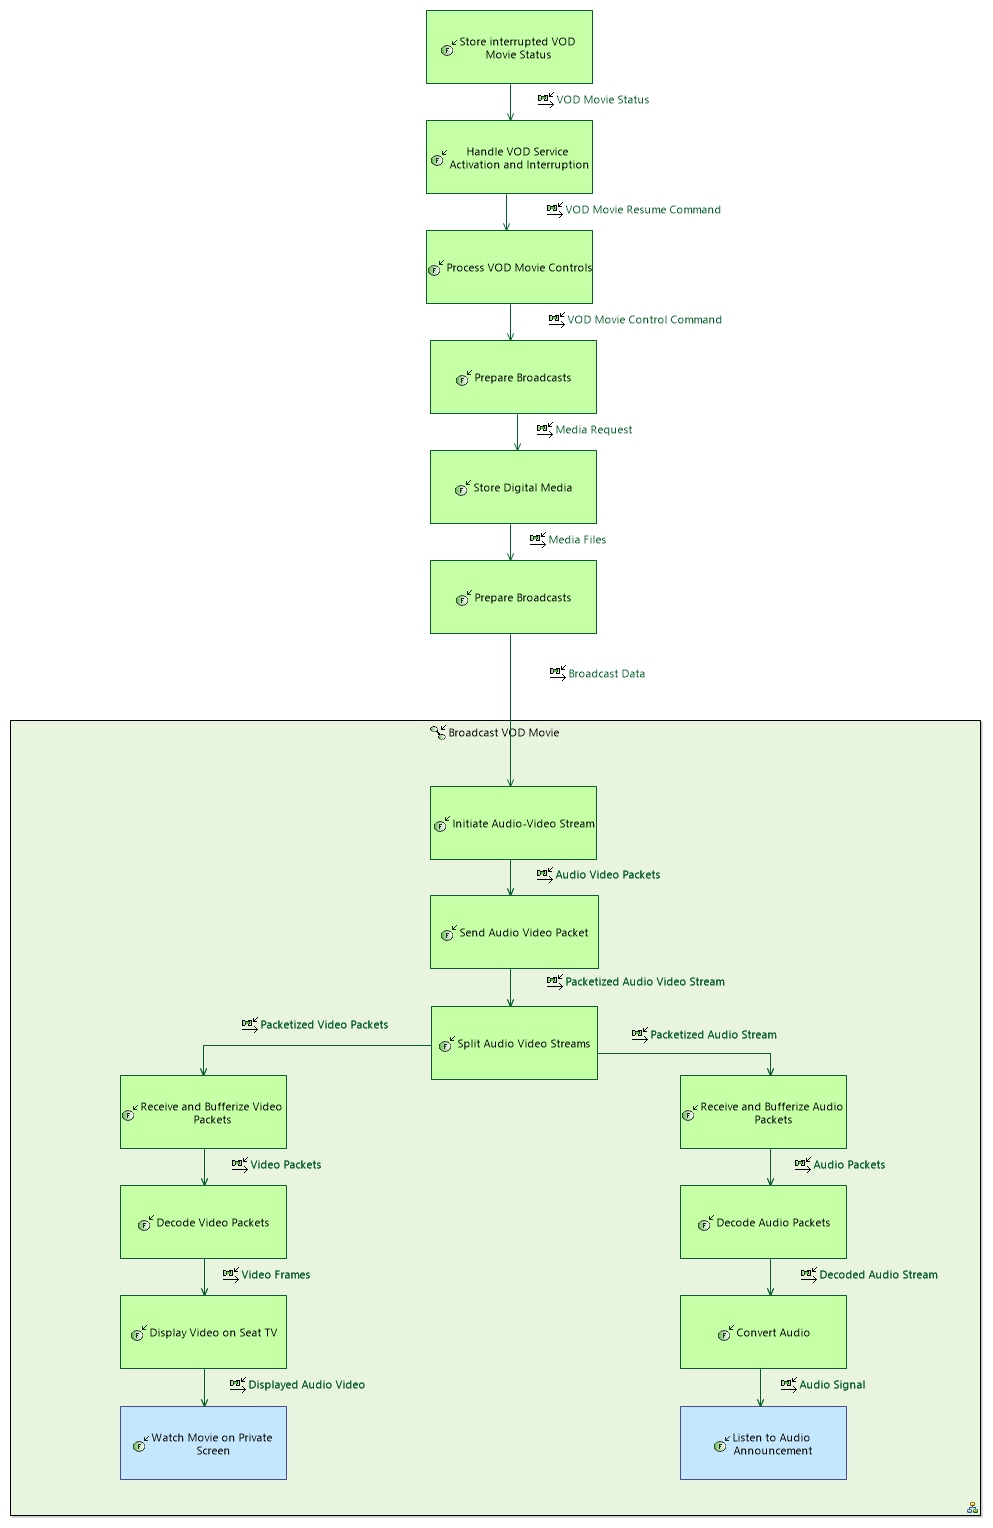 Store interrupted VOD
Movie Status
VOD Movie Status
Handle VOD Service
Activation and Interruption
VOD Movie Resume Command
Process VOD Movie Controls
VOD Movie Control Command
Prepare Broadcasts
Media Request
Store Digital Media
Media Files
Prepare Broadcasts
Broadcast Data
Broadcast VOD Movie
Initiate Audio-Video Stream
Audio Video Packets
Send Audio Video Packet
Packetized Audio Video Stream
Split Audio Video Streams
Packetized Video Packets
Packetized Audio Stream
Receive and Bufferize Video
Packets
Receive and Bufferize Audio
Packets
Video Packets
Audio Packets
Decode Video Packets
Decode Audio Packets
Video Frames
Decoded Audio Stream
Display Video on Seat TV
Convert Audio
Displayed Audio Video
Audio Signal
Watch Movie on Private
Screen
Listen to Audio
Announcement